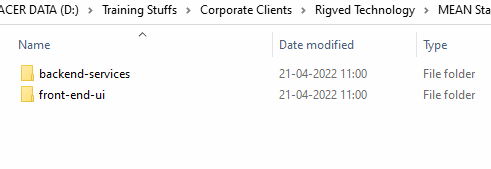 ACER DATA (D:) > Training Stuffs > Corporate Clients > Rigved Technology > MEAN Sta
Name Date modified Type
backend-services 21-04-2022 11:00 File folder
front-end-ui 21-04-2022 11:00 File folder